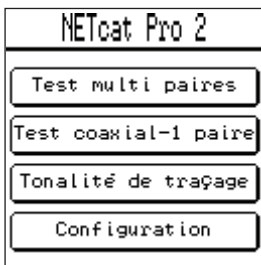 NETcat Pro 2
Test multi paires
Test coaxial-1 paire
Tonalité de traçage
Configuration